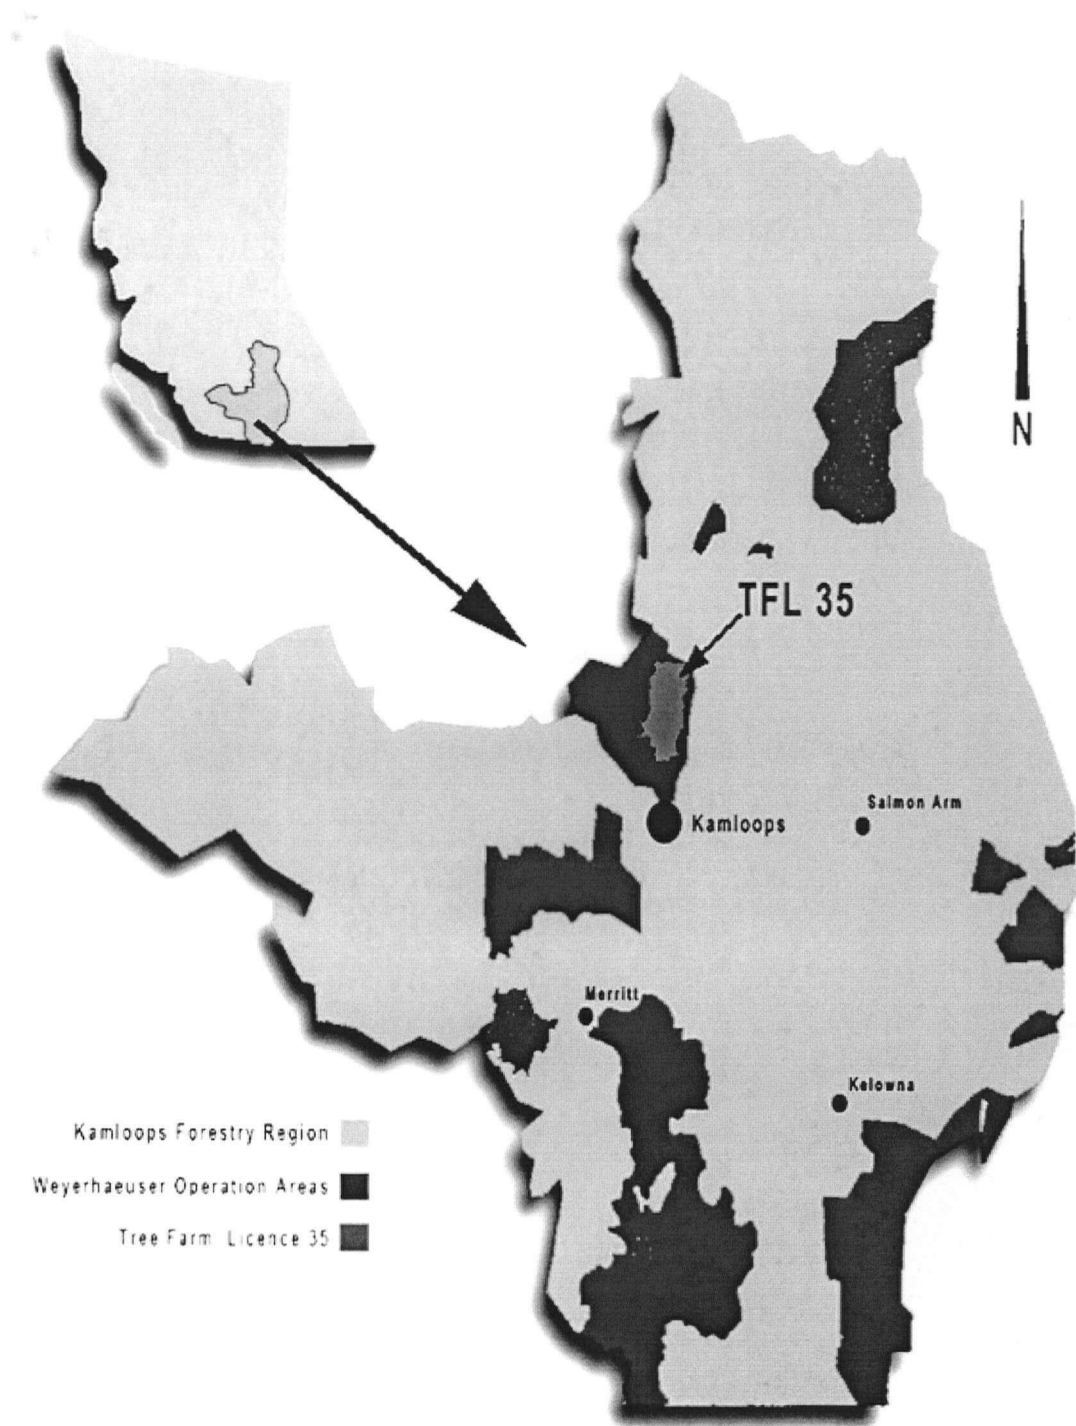 N
TFL 35
Salmon Arm
Kamloops
Merritt
Kelowna
Kamloops Forestry Region
Weyerhaeuser Operation Areas
Tree Farm Licence 35